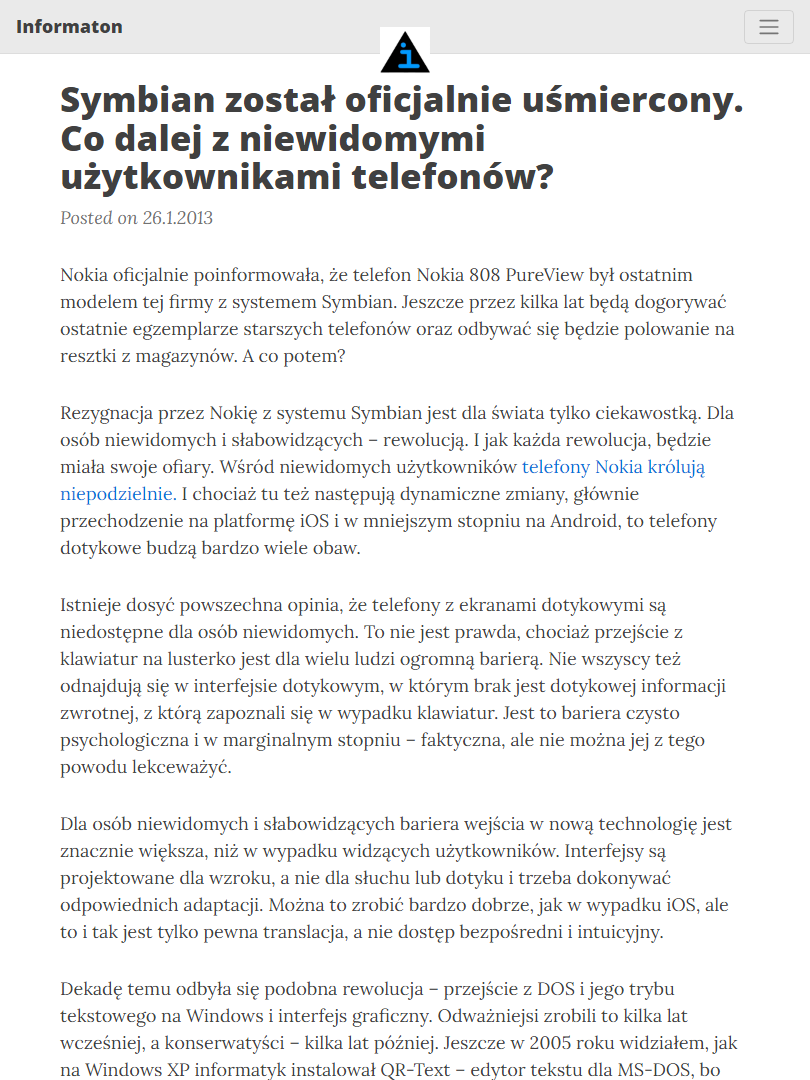 Informaton
i
Symbian został oficjalnie uśmiercony.
Co dalej z niewidomymi
użytkownikami telefonów?
Posted on 26.1.2013
Nokia oficjalnie poinformowała, że telefon Nokia 808 PureView był ostatnim
modelem tej firmy z systemem Symbian. Jeszcze przez kilka lat będą dogorywać
ostatnie egzemplarze starszych telefonów oraz odbywać się będzie polowanie na
resztki z magazynów. A co potem?
Rezygnacja przez Nokię z systemu Symbian jest dla świata tylko ciekawostką. Dla
osób niewidomych i słabowidzących – rewolucją. I jak każda rewolucja, będzie
miała swoje ofiary. Wśród niewidomych użytkowników telefony Nokia królują
niepodzielnie. I chociaż tu też następują dynamiczne zmiany, głównie
przechodzenie na platformę iOS i w mniejszym stopniu na Android, to telefony
dotykowe budzą bardzo wiele obaw.
Istnieje dosyć powszechna opinia, że telefony z ekranami dotykowymi są
niedostępne dla osób niewidomych. To nie jest prawda, chociaż przejście z
klawiatur na lusterko jest dla wielu ludzi ogromną barierą. Nie wszyscy też
odnajdują się w interfejsie dotykowym, w którym brak jest dotykowej informacji
zwrotnej, z którą zapoznali się w wypadku klawiatur. Jest to bariera czysto
psychologiczna i w marginalnym stopniu – faktyczna, ale nie można jej z tego
powodu lekceważyć.
Dla osób niewidomych i słabowidzących bariera wejścia w nową technologię jest
znacznie większa, niż w wypadku widzących użytkowników. Interfejsy są
projektowane dla wzroku, a nie dla słuchu lub dotyku i trzeba dokonywać
odpowiednich adaptacji. Można to zrobić bardzo dobrze, jak w wypadku iOS, ale
to i tak jest tylko pewna translacja, a nie dostęp bezpośredni i intuicyjny.
Dekadę temu odbyła się podobna rewolucja – przejście z DOS i jego trybu
tekstowego na Windows i interfejs graficzny. Odważniejsi zrobili to kilka lat
wcześniej, a konserwatyści – kilka lat później. Jeszcze w 2005 roku widziałem, jak
na Windows XP informatyk instalował QR-Text – edytor tekstu dla MS-DOS, bo